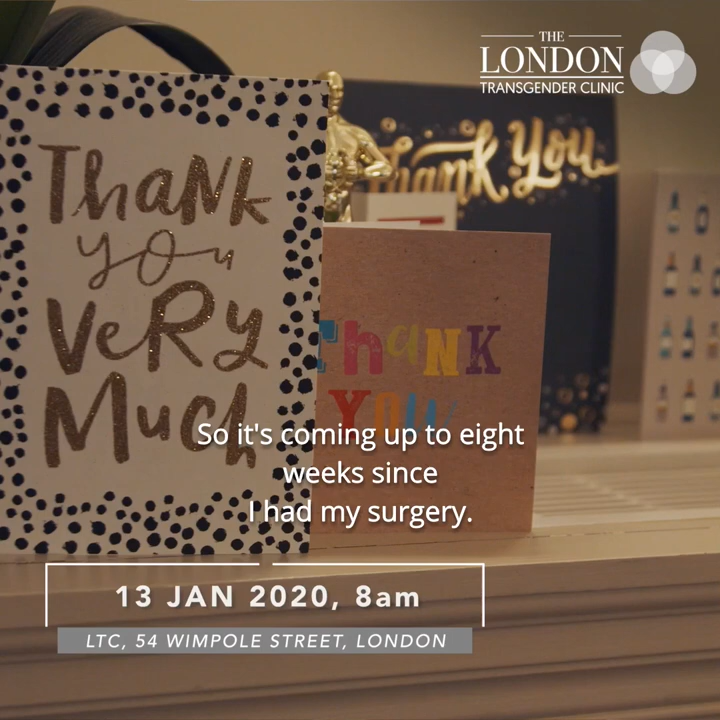 THE
LONDON
TRANSGENDER CLINIC
ThaNk
yOu
VeRy
Much
Thank You
ThaNK
YOU
So it's coming up to eight
weeks since
I had my surgery.
13 JAN 2020, 8am
LTC, 54 WIMPOLE STREET, LONDON